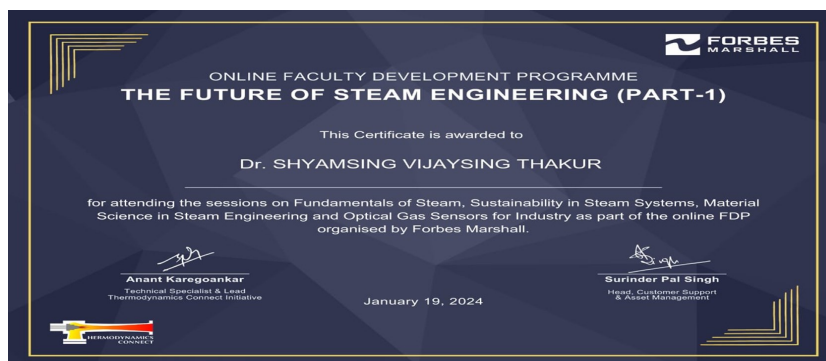 FORBES
MARSHALL
ONLINE FACULTY DEVELOPMENT PROGRAMME
THE FUTURE OF STEAM ENGINEERING (PART-1)
This Certificate is awarded to
Dr. SHYAMSING VIJAYSING THAKUR
for attending the sessions on Fundamentals of Steam, Sustainability in Steam Systems, Material
Science in Steam Engineering and Optical Gas Sensors for Industry as part of the online FDP
organised by Forbes Marshall.
Anant Karegoankar
Technical Specialist & Lead
Thermodynamics Connect Initiative
Surinder Pal Singh
Head, Customer Support
& Asset Management
January 19, 2024
THERMODYNAMICS
CONNECT